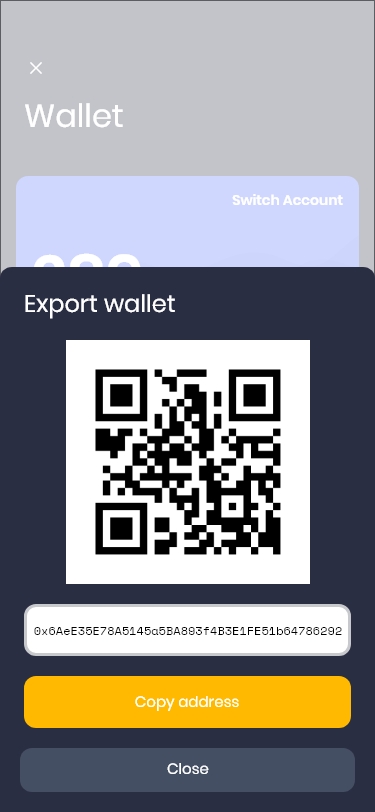 Wallet
Switch Account
Export wallet
0x6AeE35E78A5145a5BA893f4B3E1FE51b64786292
Copy address
Close